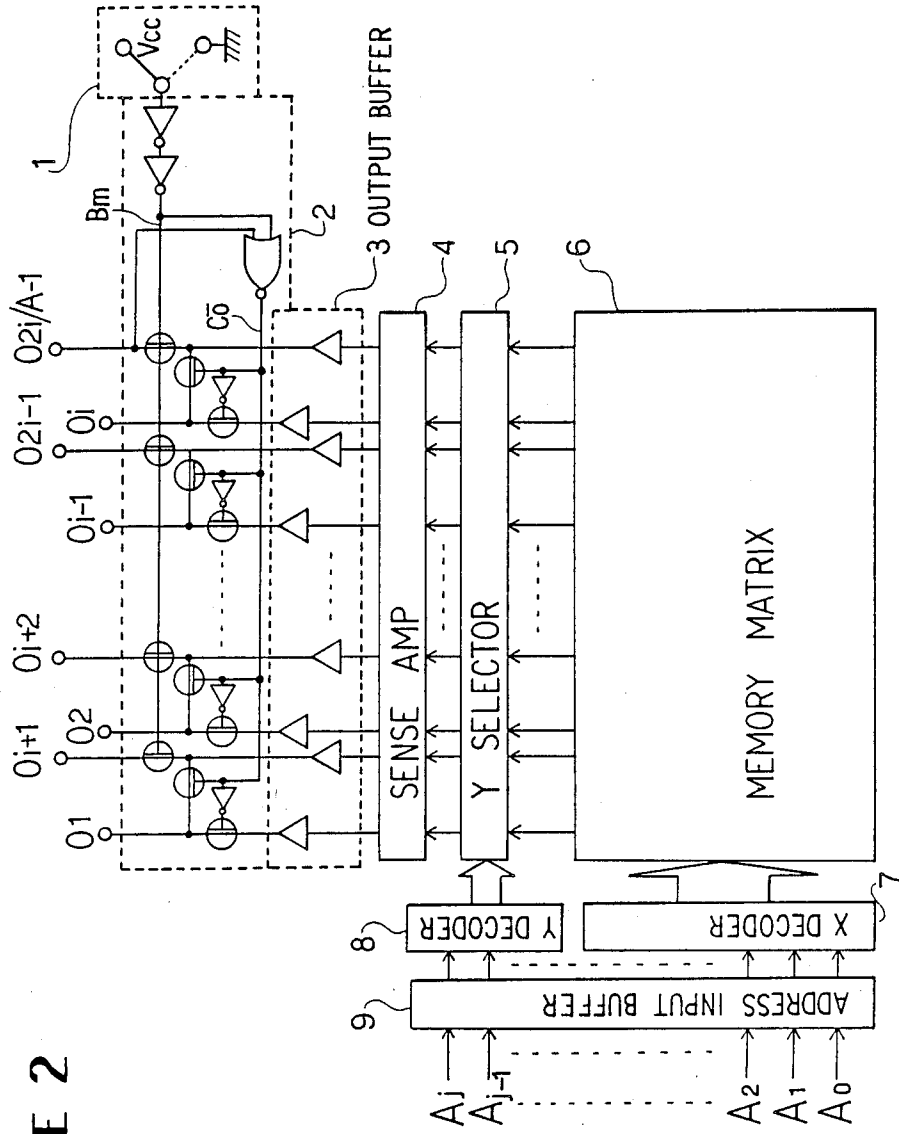 E 2
1
Vcc
Bm
2
C̅o̅
3 OUTPUT BUFFER
O1
Oi+1
O2
Oi+2
Oi-1
O2i-1
Oi
O2i/A-1
SENSE AMP
4
Y SELECTOR
5
MEMORY MATRIX
6
8
Y DECODER
X DECODER
7
9
ADDRESS INPUT BUFFER
Aj
Aj-1
A2
A1
A0